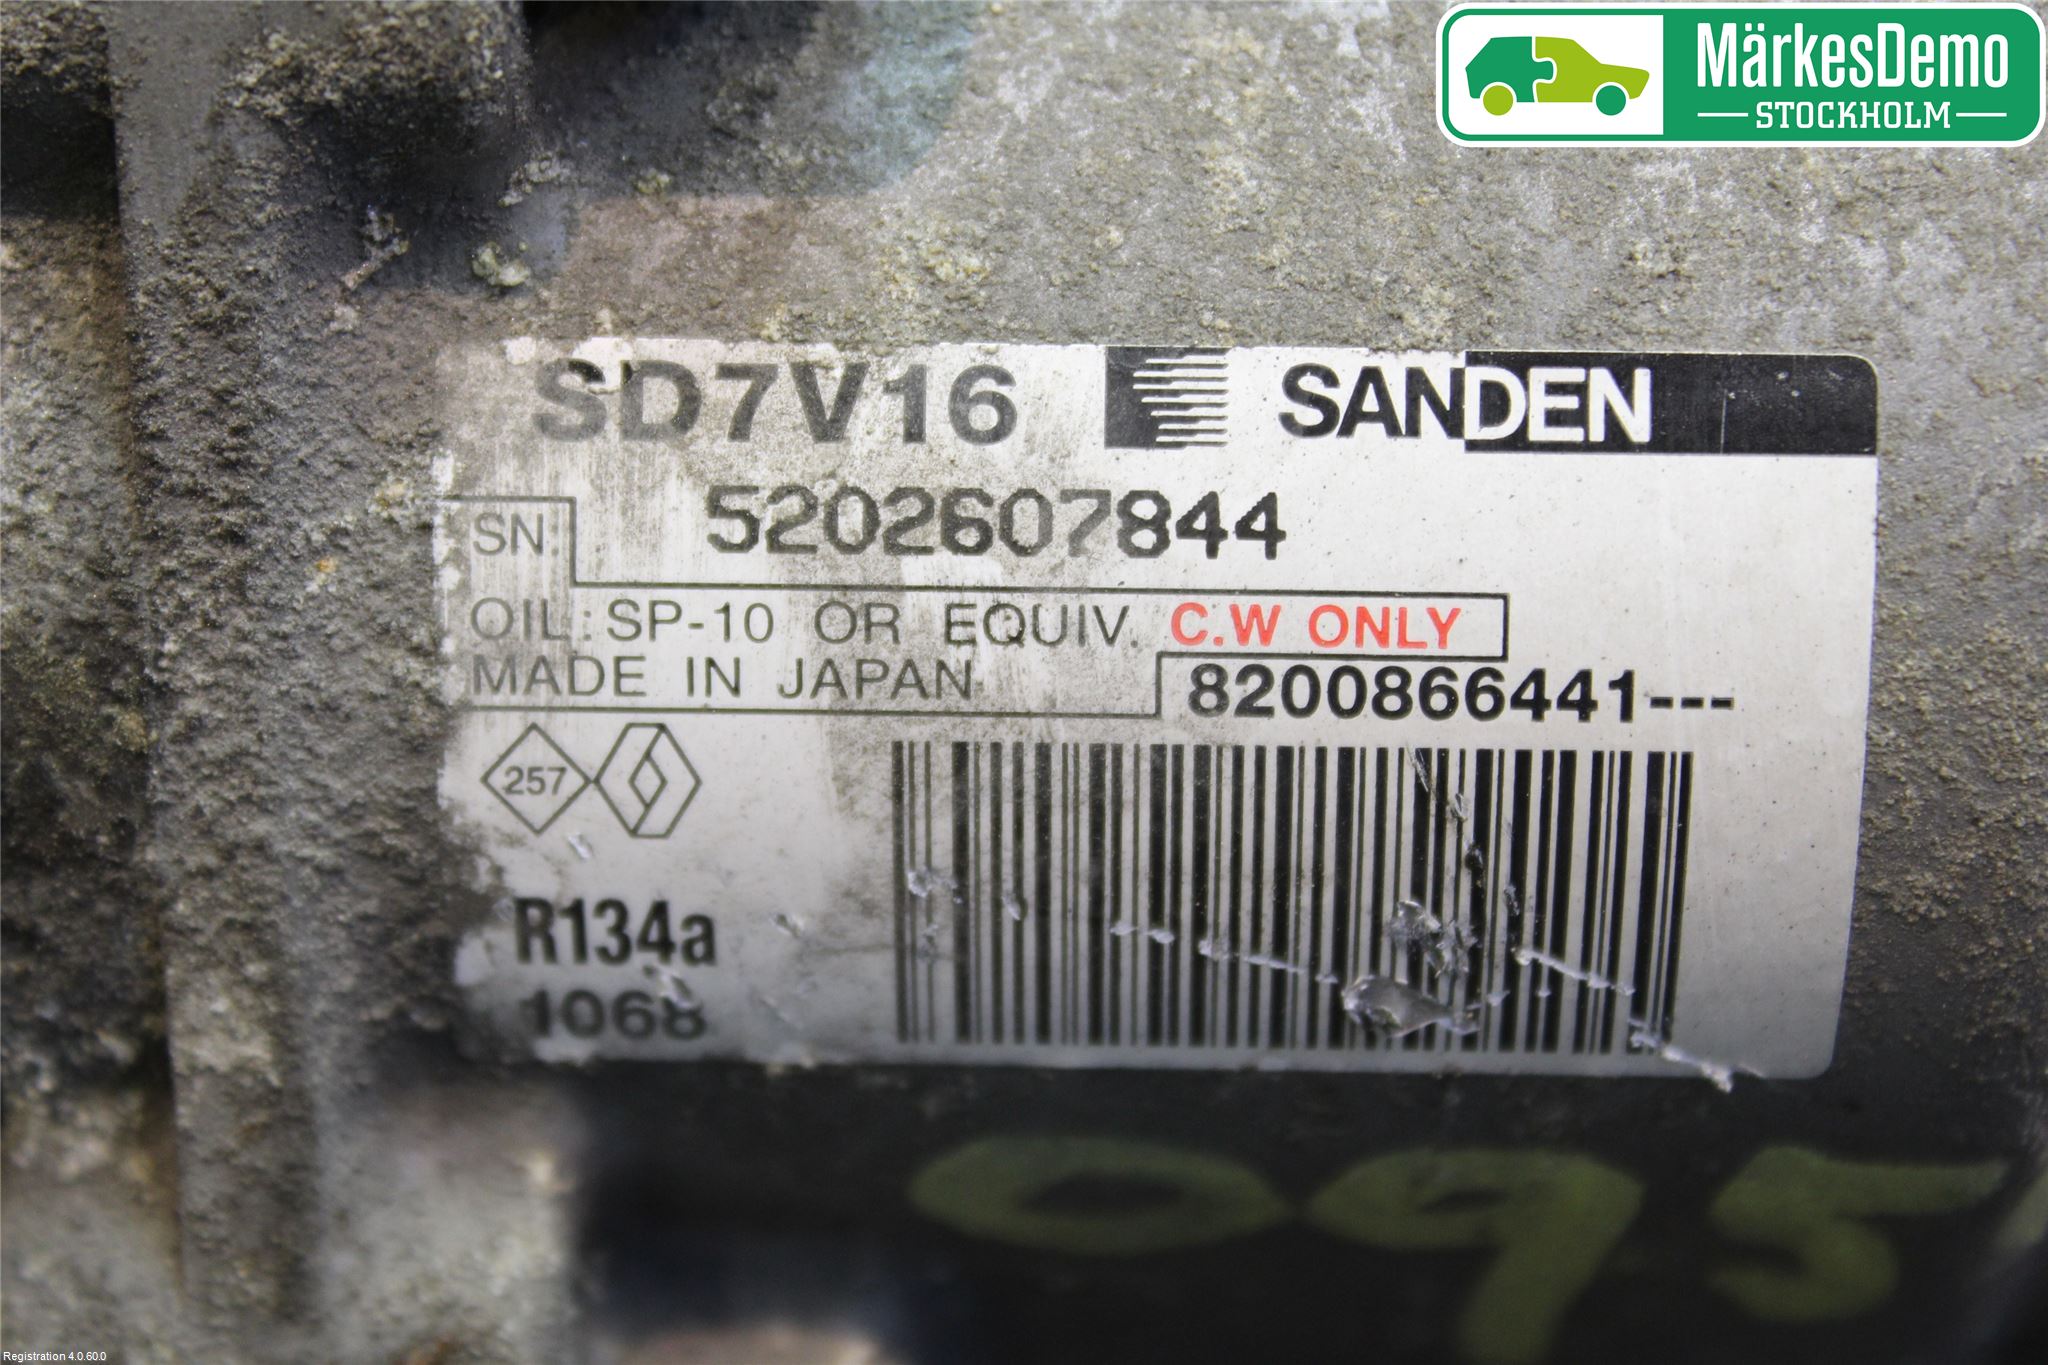 MärkesDemo
STOCKHOLM
SD7V16 SANDEN
SN. 5202607844
OIL: SP-10 OR EQUIV. C.W ONLY
MADE IN JAPAN
8200866441---
257
R134a
1068
095
Registration 4.0.60.0